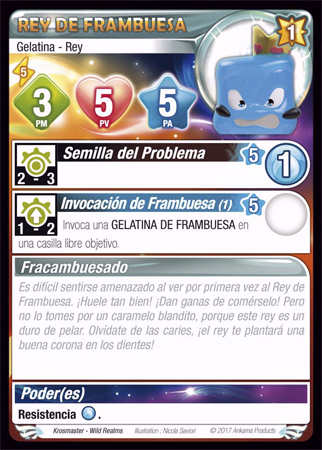 REY DE FRAMBUESA
1
Gelatina - Rey
5
3
PM
5
PV
5
PA
Semilla del Problema
5
1
2 - 3
Invocación de Frambuesa (1)
5
1 - 2
Invoca una GELATINA DE FRAMBUESA en
una casilla libre objetivo.
Fracambuesado
Es difícil sentirse amenazado al ver por primera vez al Rey de
Frambuesa. ¡Huele tan bien! ¡Dan ganas de comérselo! Pero
no lo tomes por un caramelo blandito, porque este rey es un
duro de pelar. Olvídate de las caries, ¡el rey te plantará una
buena corona en los dientes!
Poder(es)
Resistencia .
Krosmaster - Wild Realms
Illustration : Nicola Saviori
© 2017 Ankama Products